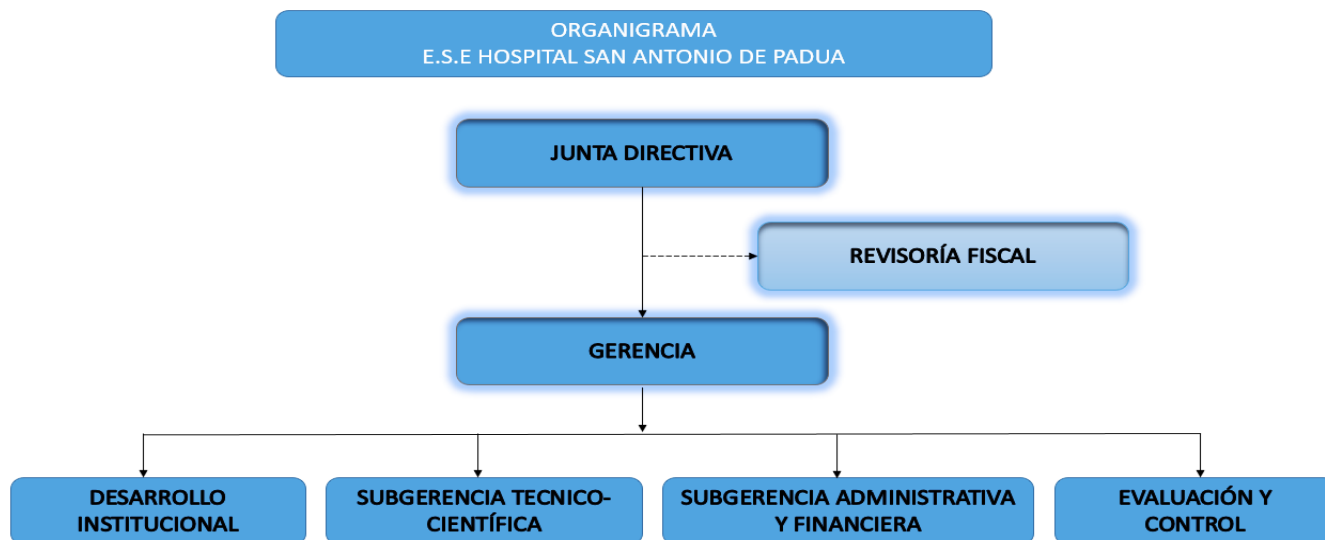 ORGANIGRAMA
E.S.E HOSPITAL SAN ANTONIO DE PADUA
JUNTA DIRECTIVA
REVISORÍA FISCAL
GERENCIA
DESARROLLO
INSTITUCIONAL
SUBGERENCIA TECNICO-
CIENTÍFICA
SUBGERENCIA ADMINISTRATIVA
Y FINANCIERA
EVALUACIÓN Y
CONTROL